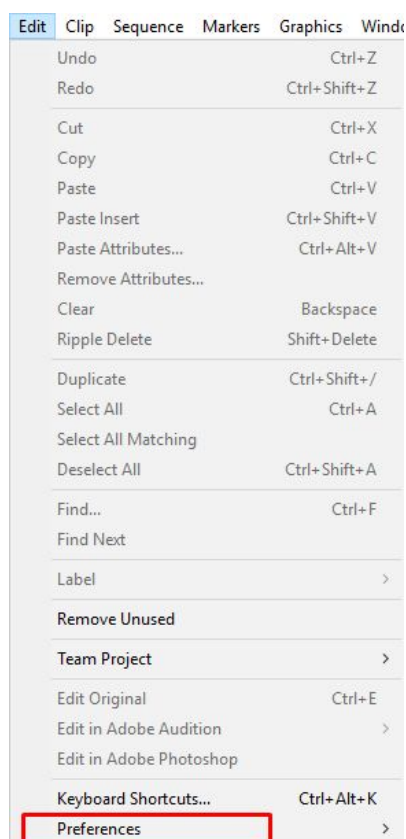 Edit Clip Sequence Markers Graphics
Undo Ctrl+Z
Redo Ctrl+Shift+Z
Cut Ctrl+X
Copy Ctrl+C
Paste Ctrl+V
Paste Insert Ctrl+Shift+V
Paste Attributes... Ctrl+Alt+V
Remove Attributes...
Clear Backspace
Ripple Delete Shift+Delete
Duplicate Ctrl+Shift+/
Select All Ctrl+A
Select All Matching
Deselect All Ctrl+Shift+A
Find... Ctrl+F
Find Next
Label >
Remove Unused
Team Project >
Edit Original Ctrl+E
Edit in Adobe Audition >
Edit in Adobe Photoshop
Keyboard Shortcuts... Ctrl+Alt+K
Preferences >